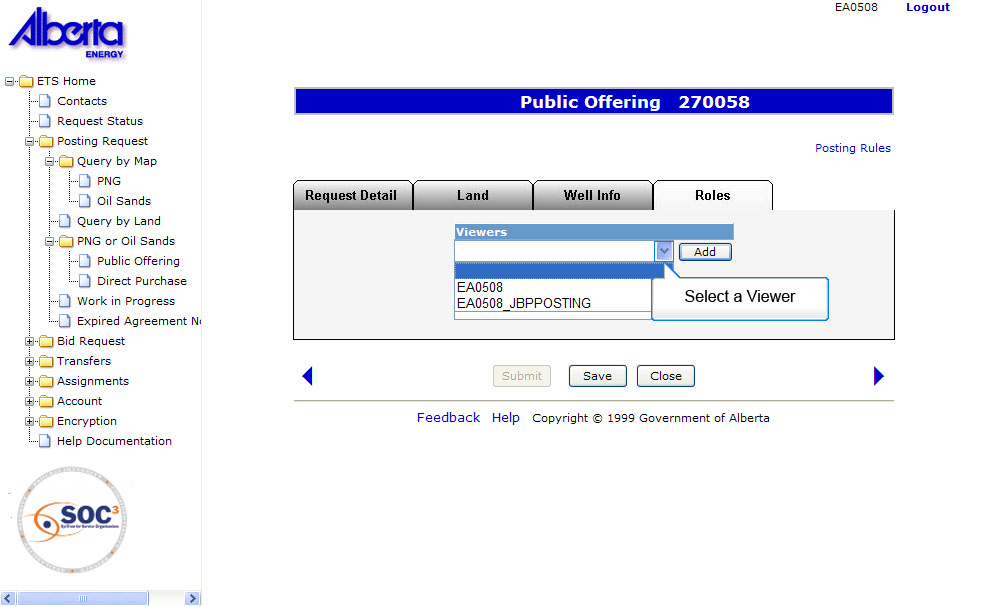 EA0508 Logout
Alberta
ENERGY
ETS Home
Contacts
Request Status
Posting Request
Query by Map
PNG
Oil Sands
Query by Land
PNG or Oil Sands
Public Offering
Direct Purchase
Work in Progress
Expired Agreement No
Bid Request
Transfers
Assignments
Account
Encryption
Help Documentation
SOC3
Public Offering 270058
Posting Rules
Request Detail Land Well Info Roles
Viewers
Add
EA0508
EA0508_JBPPOSTING
Select a Viewer
Submit Save Close
Feedback Help Copyright © 1999 Government of Alberta